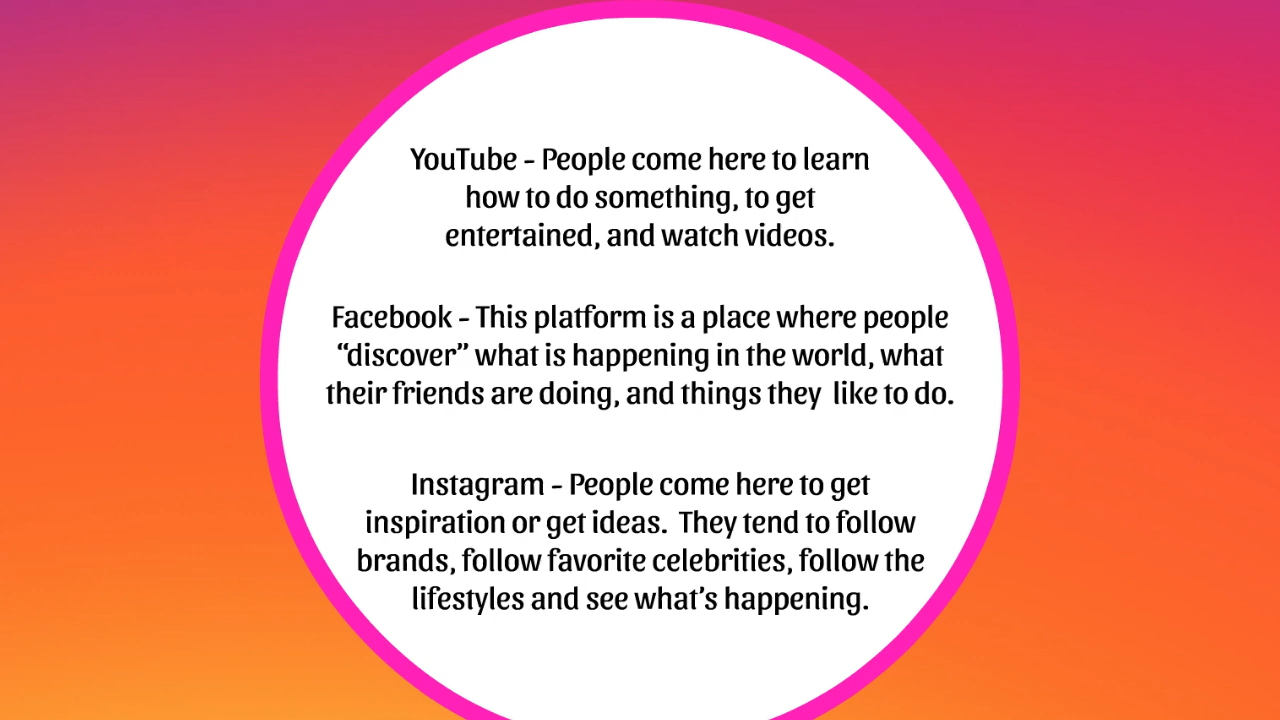 YouTube - People come here to learn
how to do something, to get
entertained, and watch videos.
Facebook - This platform is a place where people
“discover” what is happening in the world, what
their friends are doing, and things they  like to do.
Instagram - People come here to get
inspiration or get ideas.  They tend to follow
brands, follow favorite celebrities, follow the
lifestyles and see what’s happening.